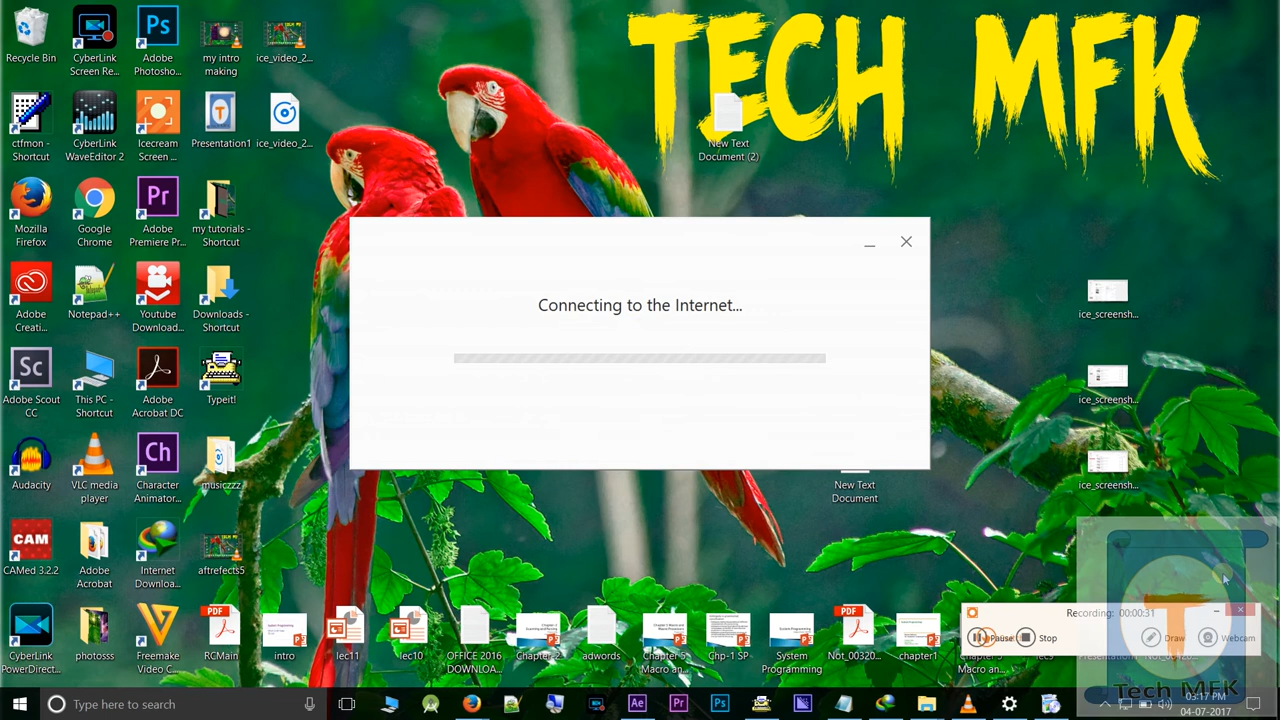 TECH MFK
Recycle Bin
CyberLink
Screen Re...
Adobe
Photosho...
my intro
making
ice_video_2...
ctfmon -
Shortcut
CyberLink
WaveEditor 2
Icecream
Screen ...
Presentation1
ice_video_2...
New Text
Document (2)
Mozilla
Firefox
Google
Chrome
Adobe
Premiere Pr...
my tutorials -
Shortcut
Adobe
Creati...
Notepad++
Youtube
Download...
Downloads -
Shortcut
Connecting to the Internet...
ice_screensh...
Adobe Scout
CC
This PC -
Shortcut
Adobe
Acrobat DC
Typeit!
ice_screensh...
Audacity
VLC media
player
Character
Animator...
musiczzz
New Text
Document
ice_screensh...
CAMed 3.2.2
Adobe
Acrobat
Internet
Downloa...
aftrefects5
CyberLink
PowerDirect...
photosss
Freemake
Video C...
intro
lec11
lec10
OFFICE 2016
DOWNLOA...
Chapter-2
adwords
Chapter 5
Macro an...
Chp-1 SP
System
Programming
Not_00320...
chapter1
Macro an...
Recording: 00:00:31
Pause
Stop
Draw
Webcam
Tech MFK
Type here to search
03:17 PM
04-07-2017